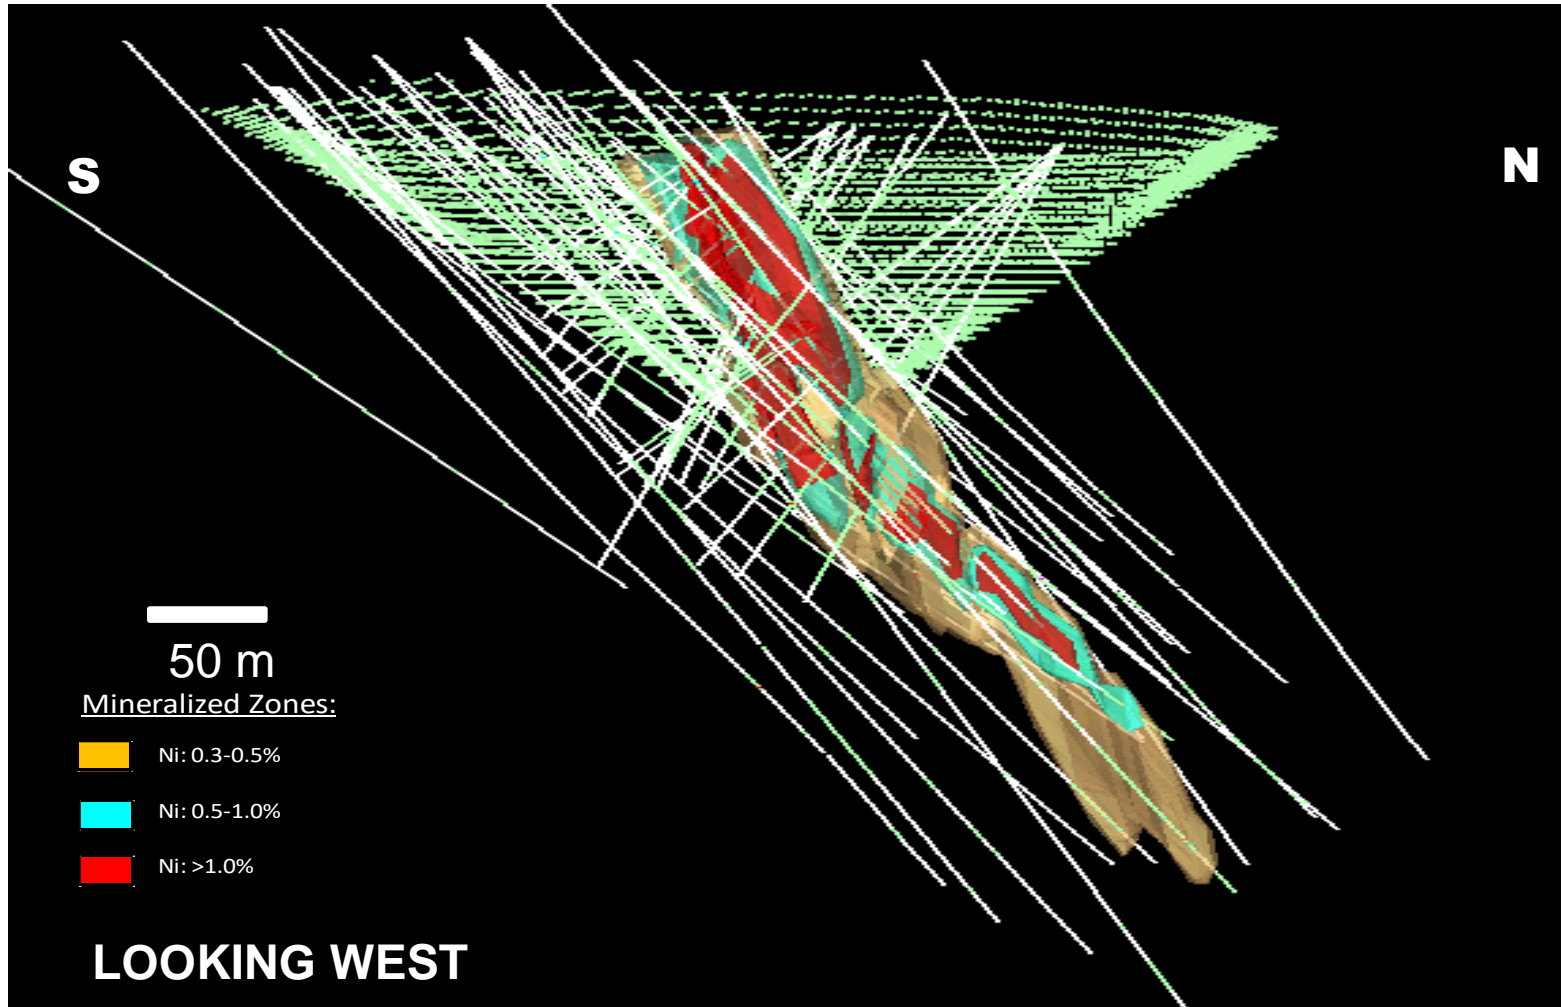 S
N
50 m
Mineralized Zones:
Ni: 0.3-0.5%
Ni: 0.5-1.0%
Ni: >1.0%
LOOKING WEST